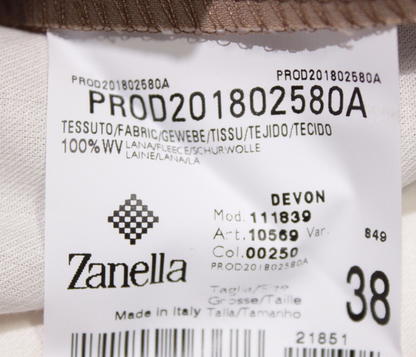 PROD201802580A PROD201802580A
PROD201802580A
TESSUTO/FABRIC/GEWEBE/TISSU/TEJIDO/TECIDO
100%WV LANA/FLEECE/SCHURWOLLE
LAINE/LANA/LA
DEVON
Mod. 111839
Art. 10569 Var. 849
Col. 00250
PROD201802580A
Zanella
Taglia/Size
Grosse/Taille
Made in Italy Talla/Tamanho
38
21851